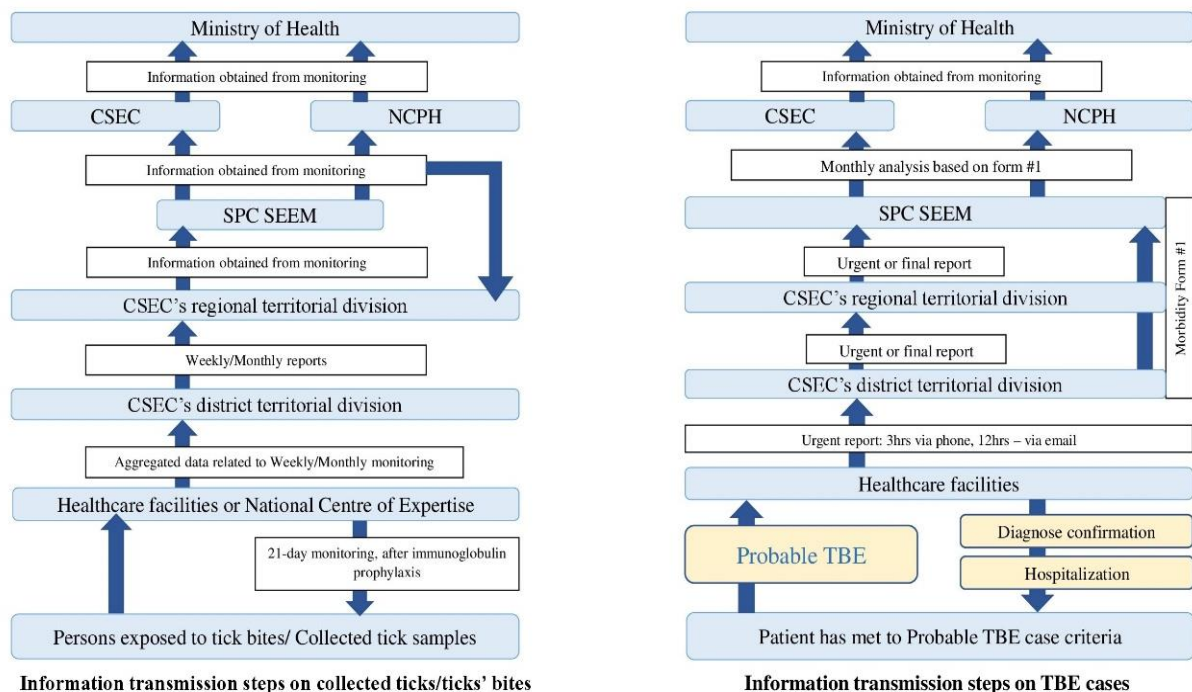 Ministry of Health
Information obtained from monitoring
CSEC
NCPH
Information obtained from monitoring
SPC SEEM
Information obtained from monitoring
CSEC's regional territorial division
Weekly/Monthly reports
CSEC's district territorial division
Aggregated data related to Weekly/Monthly monitoring
Healthcare facilities or National Centre of Expertise
21-day monitoring, after immunoglobulin
prophylaxis
Persons exposed to tick bites/ Collected tick samples
Information transmission steps on collected ticks/ticks' bites
Ministry of Health
Information obtained from monitoring
CSEC
NCPH
Monthly analysis based on form #1
SPC SEEM
Urgent or final report
CSEC's regional territorial division
Urgent or final report
CSEC's district territorial division
Morbidity Form #1
Urgent report: 3hrs via phone, 12hrs – via email
Healthcare facilities
Probable TBE
Diagnose confirmation
Hospitalization
Patient has met to Probable TBE case criteria
Information transmission steps on TBE cases